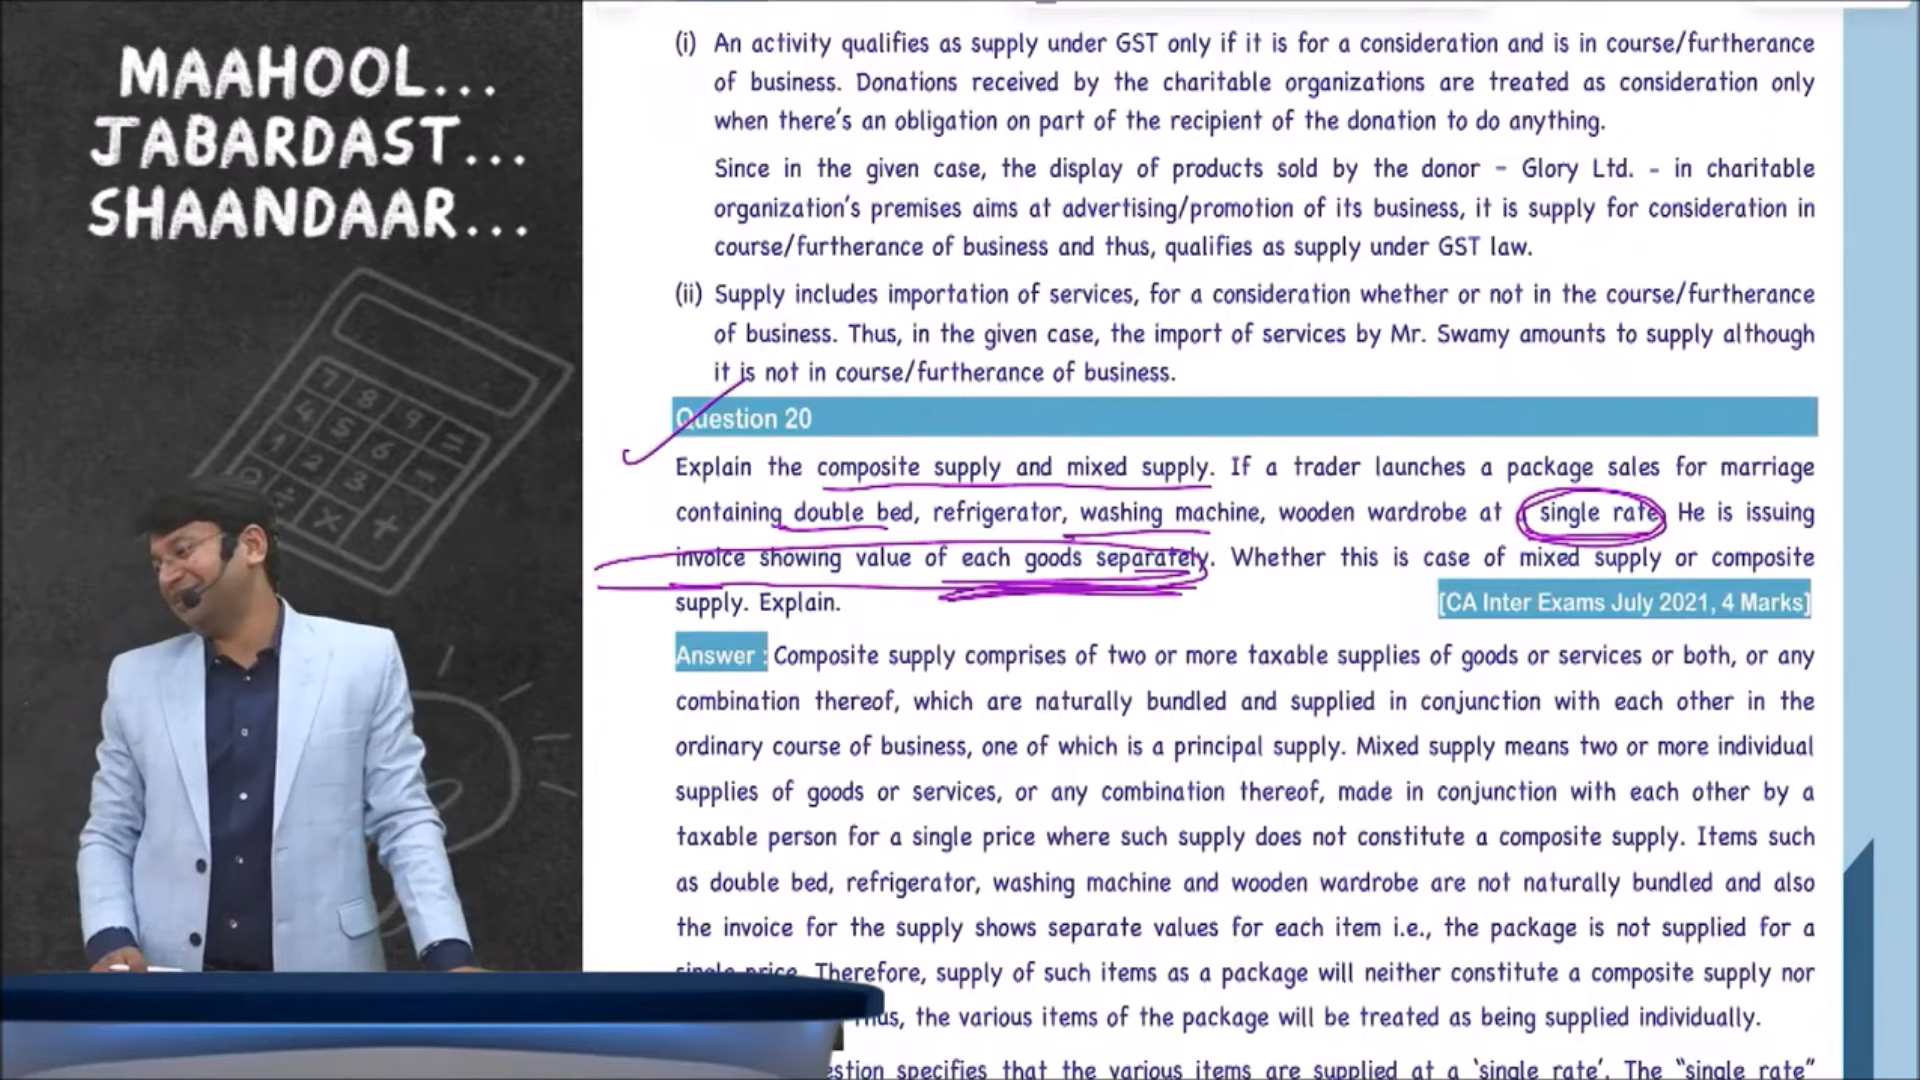 MAAHOOL...
JABARDAST...
SHAANDAAR...
(i) An activity qualifies as supply under GST only if it is for a consideration and is in course/furtherance
of business. Donations received by the charitable organizations are treated as consideration only
when there's an obligation on part of the recipient of the donation to do anything.
Since in the given case, the display of products sold by the donor - Glory Ltd. - in charitable
organization's premises aims at advertising/promotion of its business, it is supply for consideration in
course/furtherance of business and thus, qualifies as supply under GST law.
(ii) Supply includes importation of services, for a consideration whether or not in the course/furtherance
of business. Thus, in the given case, the import of services by Mr. Swamy amounts to supply although
it is not in course/furtherance of business.
Question 20
Explain the composite supply and mixed supply. If a trader launches a package sales for marriage
containing double bed, refrigerator, washing machine, wooden wardrobe at single rate He is issuing
invoice showing value of each goods separately. Whether this is case of mixed supply or composite
supply. Explain.
[CA Inter Exams July 2021, 4 Marks]
Answer : Composite supply comprises of two or more taxable supplies of goods or services or both, or any
combination thereof, which are naturally bundled and supplied in conjunction with each other in the
ordinary course of business, one of which is a principal supply. Mixed supply means two or more individual
supplies of goods or services, or any combination thereof, made in conjunction with each other by a
taxable person for a single price where such supply does not constitute a composite supply. Items such
as double bed, refrigerator, washing machine and wooden wardrobe are not naturally bundled and also
the invoice for the supply shows separate values for each item i.e., the package is not supplied for a
single price. Therefore, supply of such items as a package will neither constitute a composite supply nor
the various items of the package will be treated as being supplied individually.
specifies that the various items are supplied at a 'single rate'. The "single rate"
7 8 9 =
4 5 6 -
1 2 3
0 ÷ × +